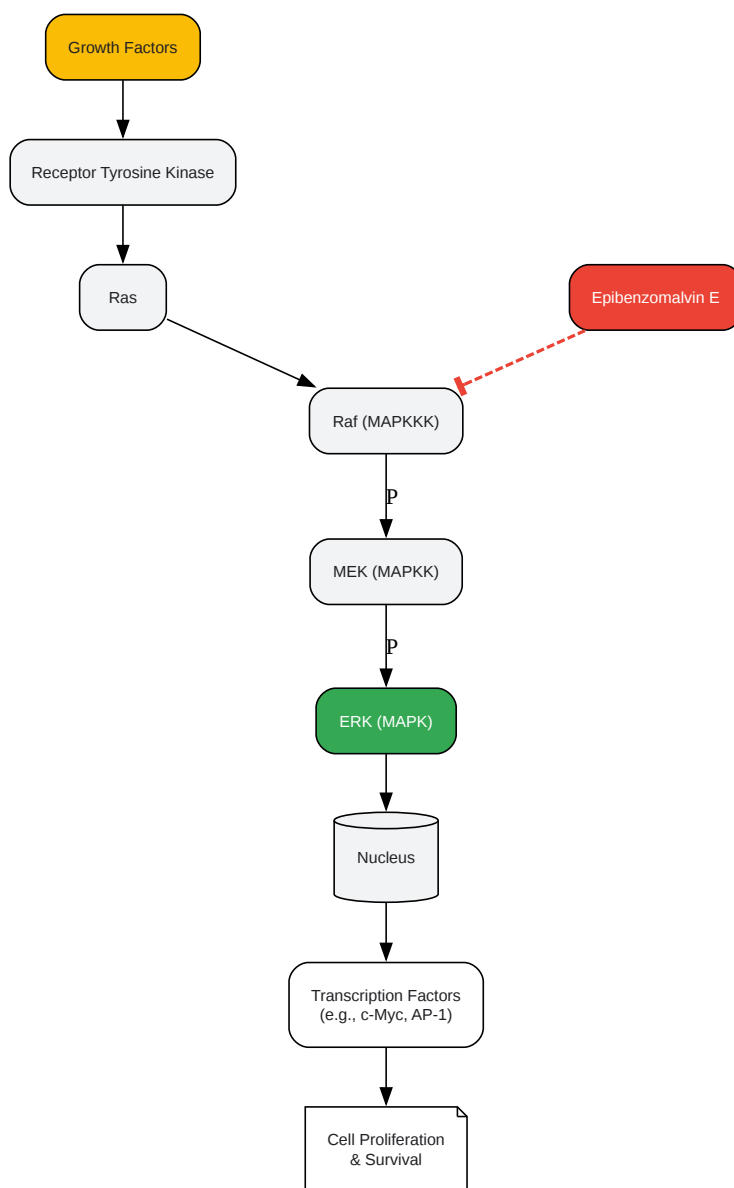 Growth Factors
Receptor Tyrosine Kinase
Ras
Epibenzomalvin E
Raf (MAPKKK)
P
MEK (MAPKK)
P
ERK (MAPK)
Nucleus
Transcription Factors
(e.g., c-Myc, AP-1)
Cell Proliferation
& Survival